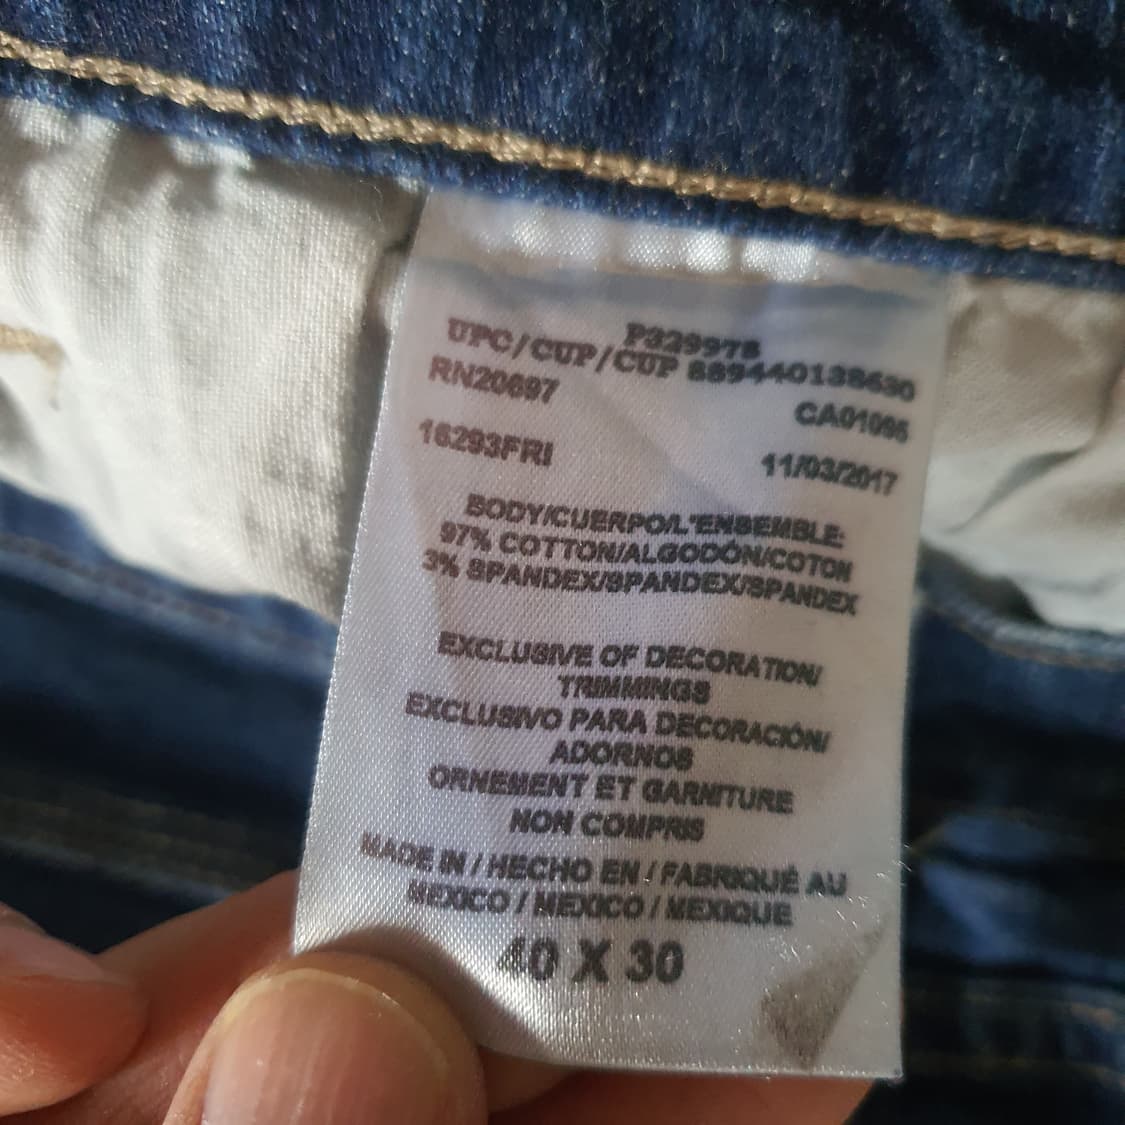 P329978
UPC/CUP/CUP 889440138630
RN20697
CA01095
16293FRI
11/03/2017
BODY/CUERPO/L'ENSEMBLE:
97% COTTON/ALGODÓN/COTON
3% SPANDEX/SPANDEX/SPANDEX
EXCLUSIVE OF DECORATION/
TRIMMINGS
EXCLUSIVO PARA DECORACIÓN/
ADORNOS
ORNEMENT ET GARNITURE
NON COMPRIS
MADE IN / HECHO EN / FABRIQUÉ AU
MEXICO / MEXICO / MEXIQUE
40 X 30